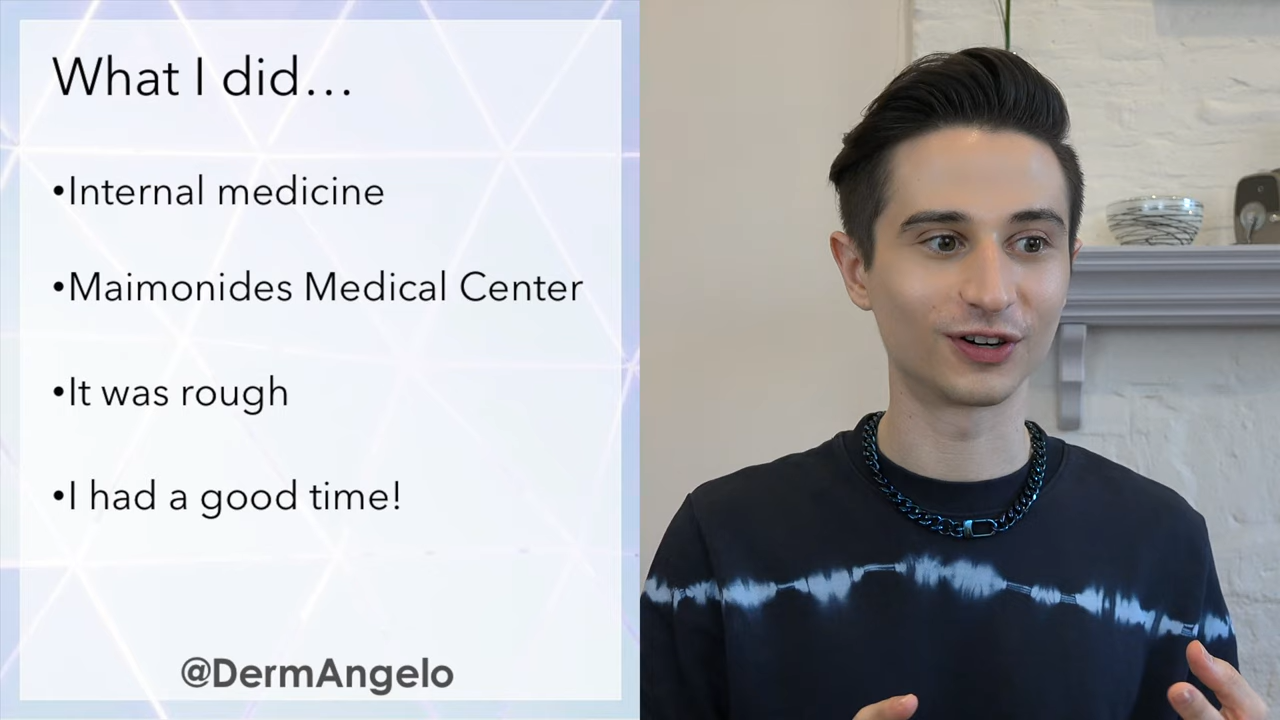 What I did…
•Internal medicine
•Maimonides Medical Center
•It was rough
•I had a good time!
@DermAngelo